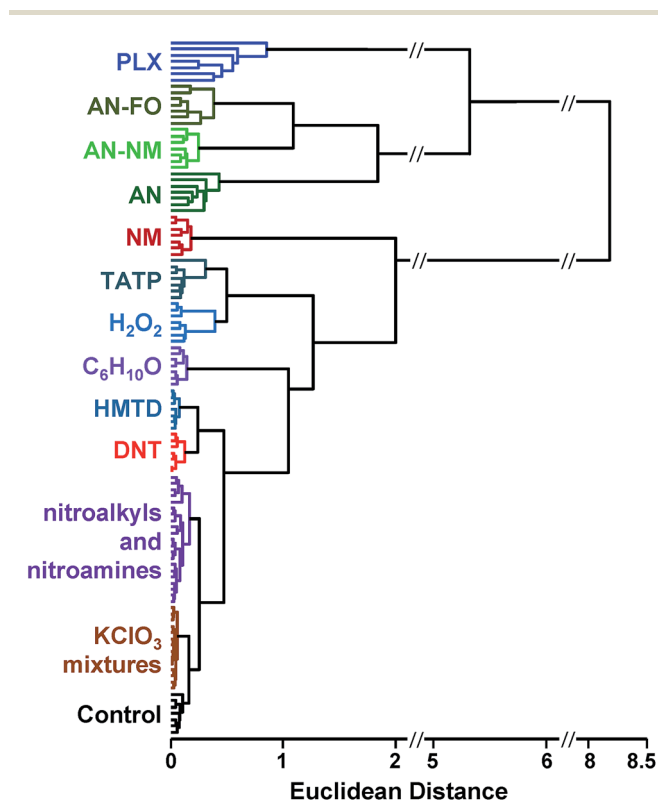 PLX
AN-FO
AN-NM
AN
NM
TATP
H₂O₂
C₆H₁₀O
HMTD
DNT
nitroalkyls
and
nitroamines
KClO₃
mixtures
Control
0 1 2 // 5 6 // 8 8.5
Euclidean Distance